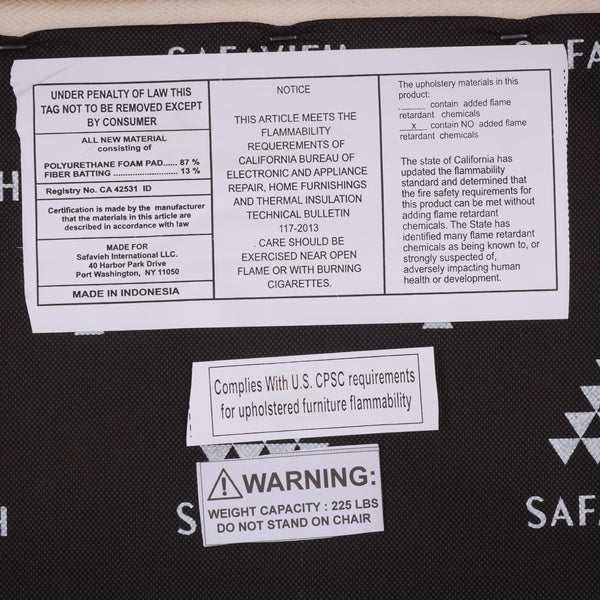 SAFAVIEH
UNDER PENALTY OF LAW THIS
TAG NOT TO BE REMOVED EXCEPT
BY CONSUMER
ALL NEW MATERIAL
consisting of
POLYURETHANE FOAM PAD...... 87 %
FIBER BATTING .......................... 13 %
Registry No. CA 42531 ID
Certification is made by the manufacturer
that the materials in this article are
described in accordance with law
MADE FOR
Safavieh International LLC.
40 Harbor Park Drive
Port Washington, NY 11050
MADE IN INDONESIA
NOTICE
THIS ARTICLE MEETS THE
FLAMMABILITY
REQUEREMENTS OF
CALIFORNIA BUREAU OF
ELECTRONIC AND APPLIANCE
REPAIR, HOME FURNISHINGS
AND THERMAL INSULATION
TECHNICAL BULLETIN
117-2013
. CARE SHOULD BE
EXERCISED NEAR OPEN
FLAME OR WITH BURNING
CIGARETTES.
The upholstery materials in this
product:
______ contain added flame
retardant chemicals
___x__ contain NO added flame
retardant chemicals
The state of California has
updated the flammability
standard and determined that
the fire safety requirements for
this product can be met without
adding flame retardant
chemicals. The State has
identified many flame retardant
chemicals as being known to, or
strongly suspected of,
adversely impacting human
health or development.
Complies With U.S. CPSC requirements
for upholstered furniture flammability
WARNING:
WEIGHT CAPACITY : 225 LBS
DO NOT STAND ON CHAIR
SAFA